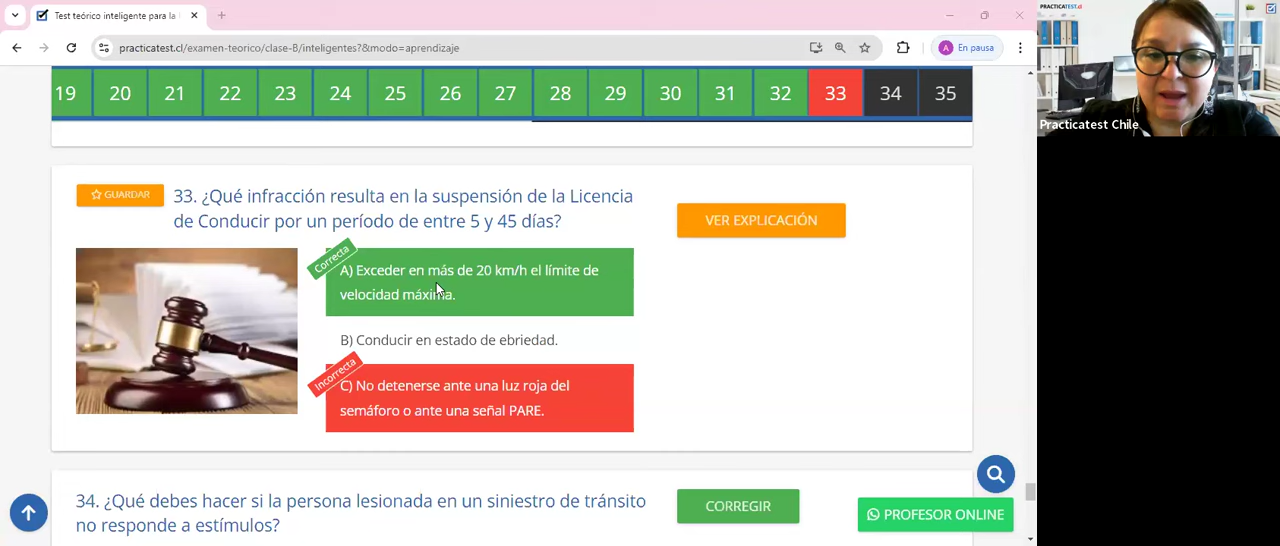 Test teórico inteligente para la
practicatest.cl/examen-teorico/clase-B/inteligentes?&modo=aprendizaje
A
En pausa
PRACTICATEST.cl
Practicatest Chile
19 20 21 22 23 24 25 26 27 28 29 30 31 32 33 34 35
GUARDAR
33. ¿Qué infracción resulta en la suspensión de la Licencia
de Conducir por un período de entre 5 y 45 días?
VER EXPLICACIÓN
Correcta
A) Exceder en más de 20 km/h el límite de
velocidad máxima.
B) Conducir en estado de ebriedad.
Incorrecta
C) No detenerse ante una luz roja del
semáforo o ante una señal PARE.
34. ¿Qué debes hacer si la persona lesionada en un siniestro de tránsito
no responde a estímulos?
CORREGIR
PROFESOR ONLINE